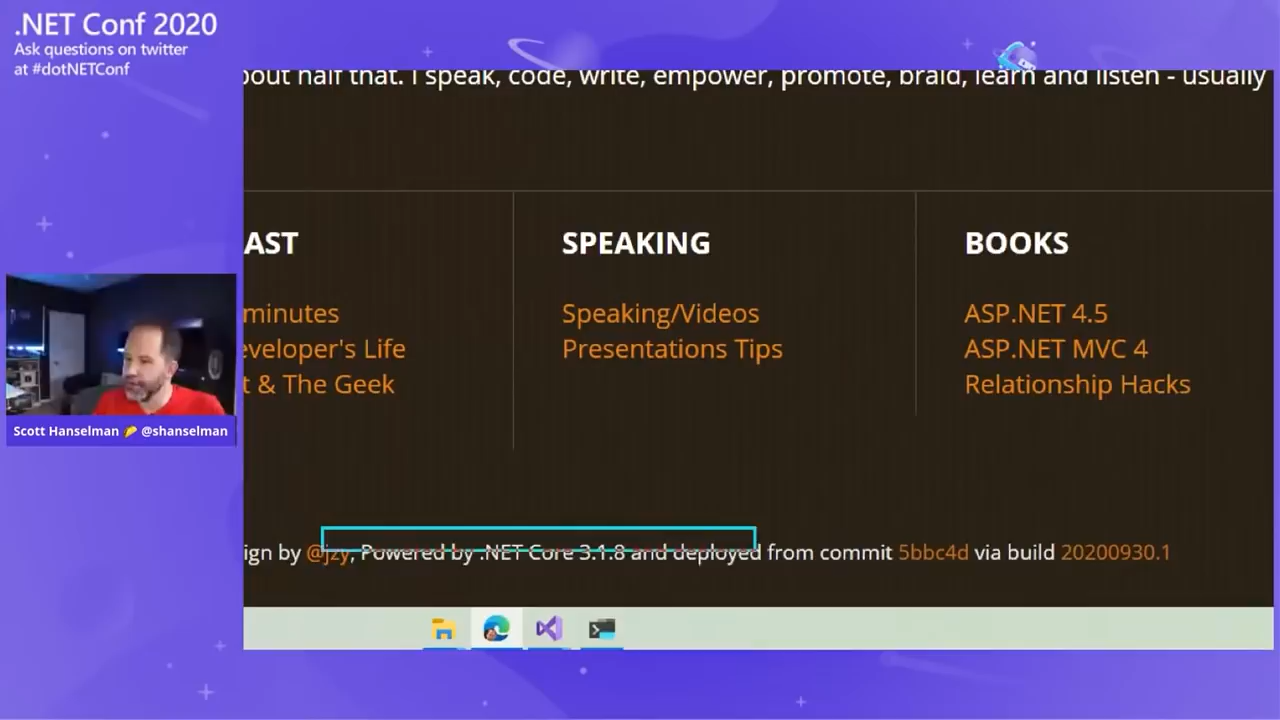 .NET Conf 2020
Ask questions on twitter
at #dotNETConf
bout half that. I speak, code, write, empower, promote, braid, learn and listen - usually
AST
minutes
eveloper's Life
t & The Geek
SPEAKING
Speaking/Videos
Presentations Tips
BOOKS
ASP.NET 4.5
ASP.NET MVC 4
Relationship Hacks
Scott Hanselman 🌮 @shanselman
ign by @jzy, Powered by .NET Core 3.1.8 and deployed from commit 5bbc4d via build 20200930.1